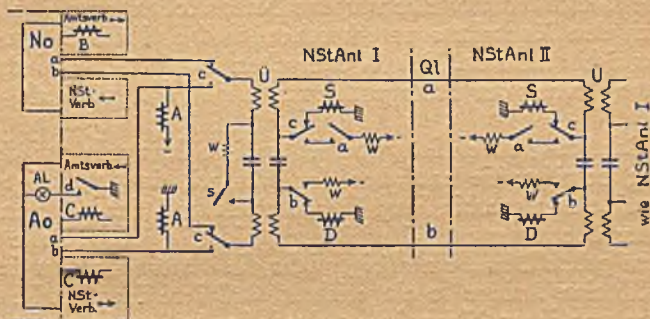 NStAnl I
Ql
NStAnl II
No
Amtsverb
B
a
b
NSt-
Verb
c
A
Ü
w
s
c
a
S
W
b
W
D
a
b
S
c
a
W
W
b
D
Ü
wie NStAnl I
AL
Ao
Amtsverb
d
C
a
b
A
c
C
NSt-
Verb.